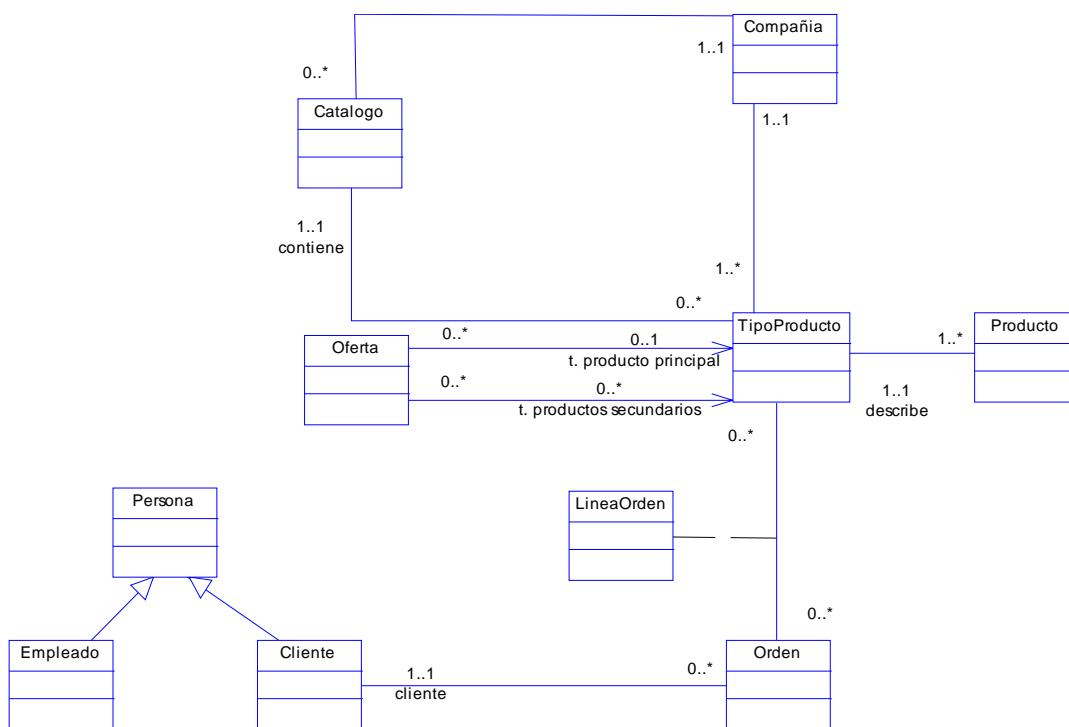 Compañia
1..1
0..*
Catalogo
1..1
1..1
contiene
1..*
0..*
TipoProducto
Producto
Oferta
0..*
0..1
1..*
t. producto principal
0..*
0..*
1..1
t. productos secundarios
describe
0..*
Persona
LineaOrden
0..*
Empleado
Cliente
Orden
1..1
0..*
cliente